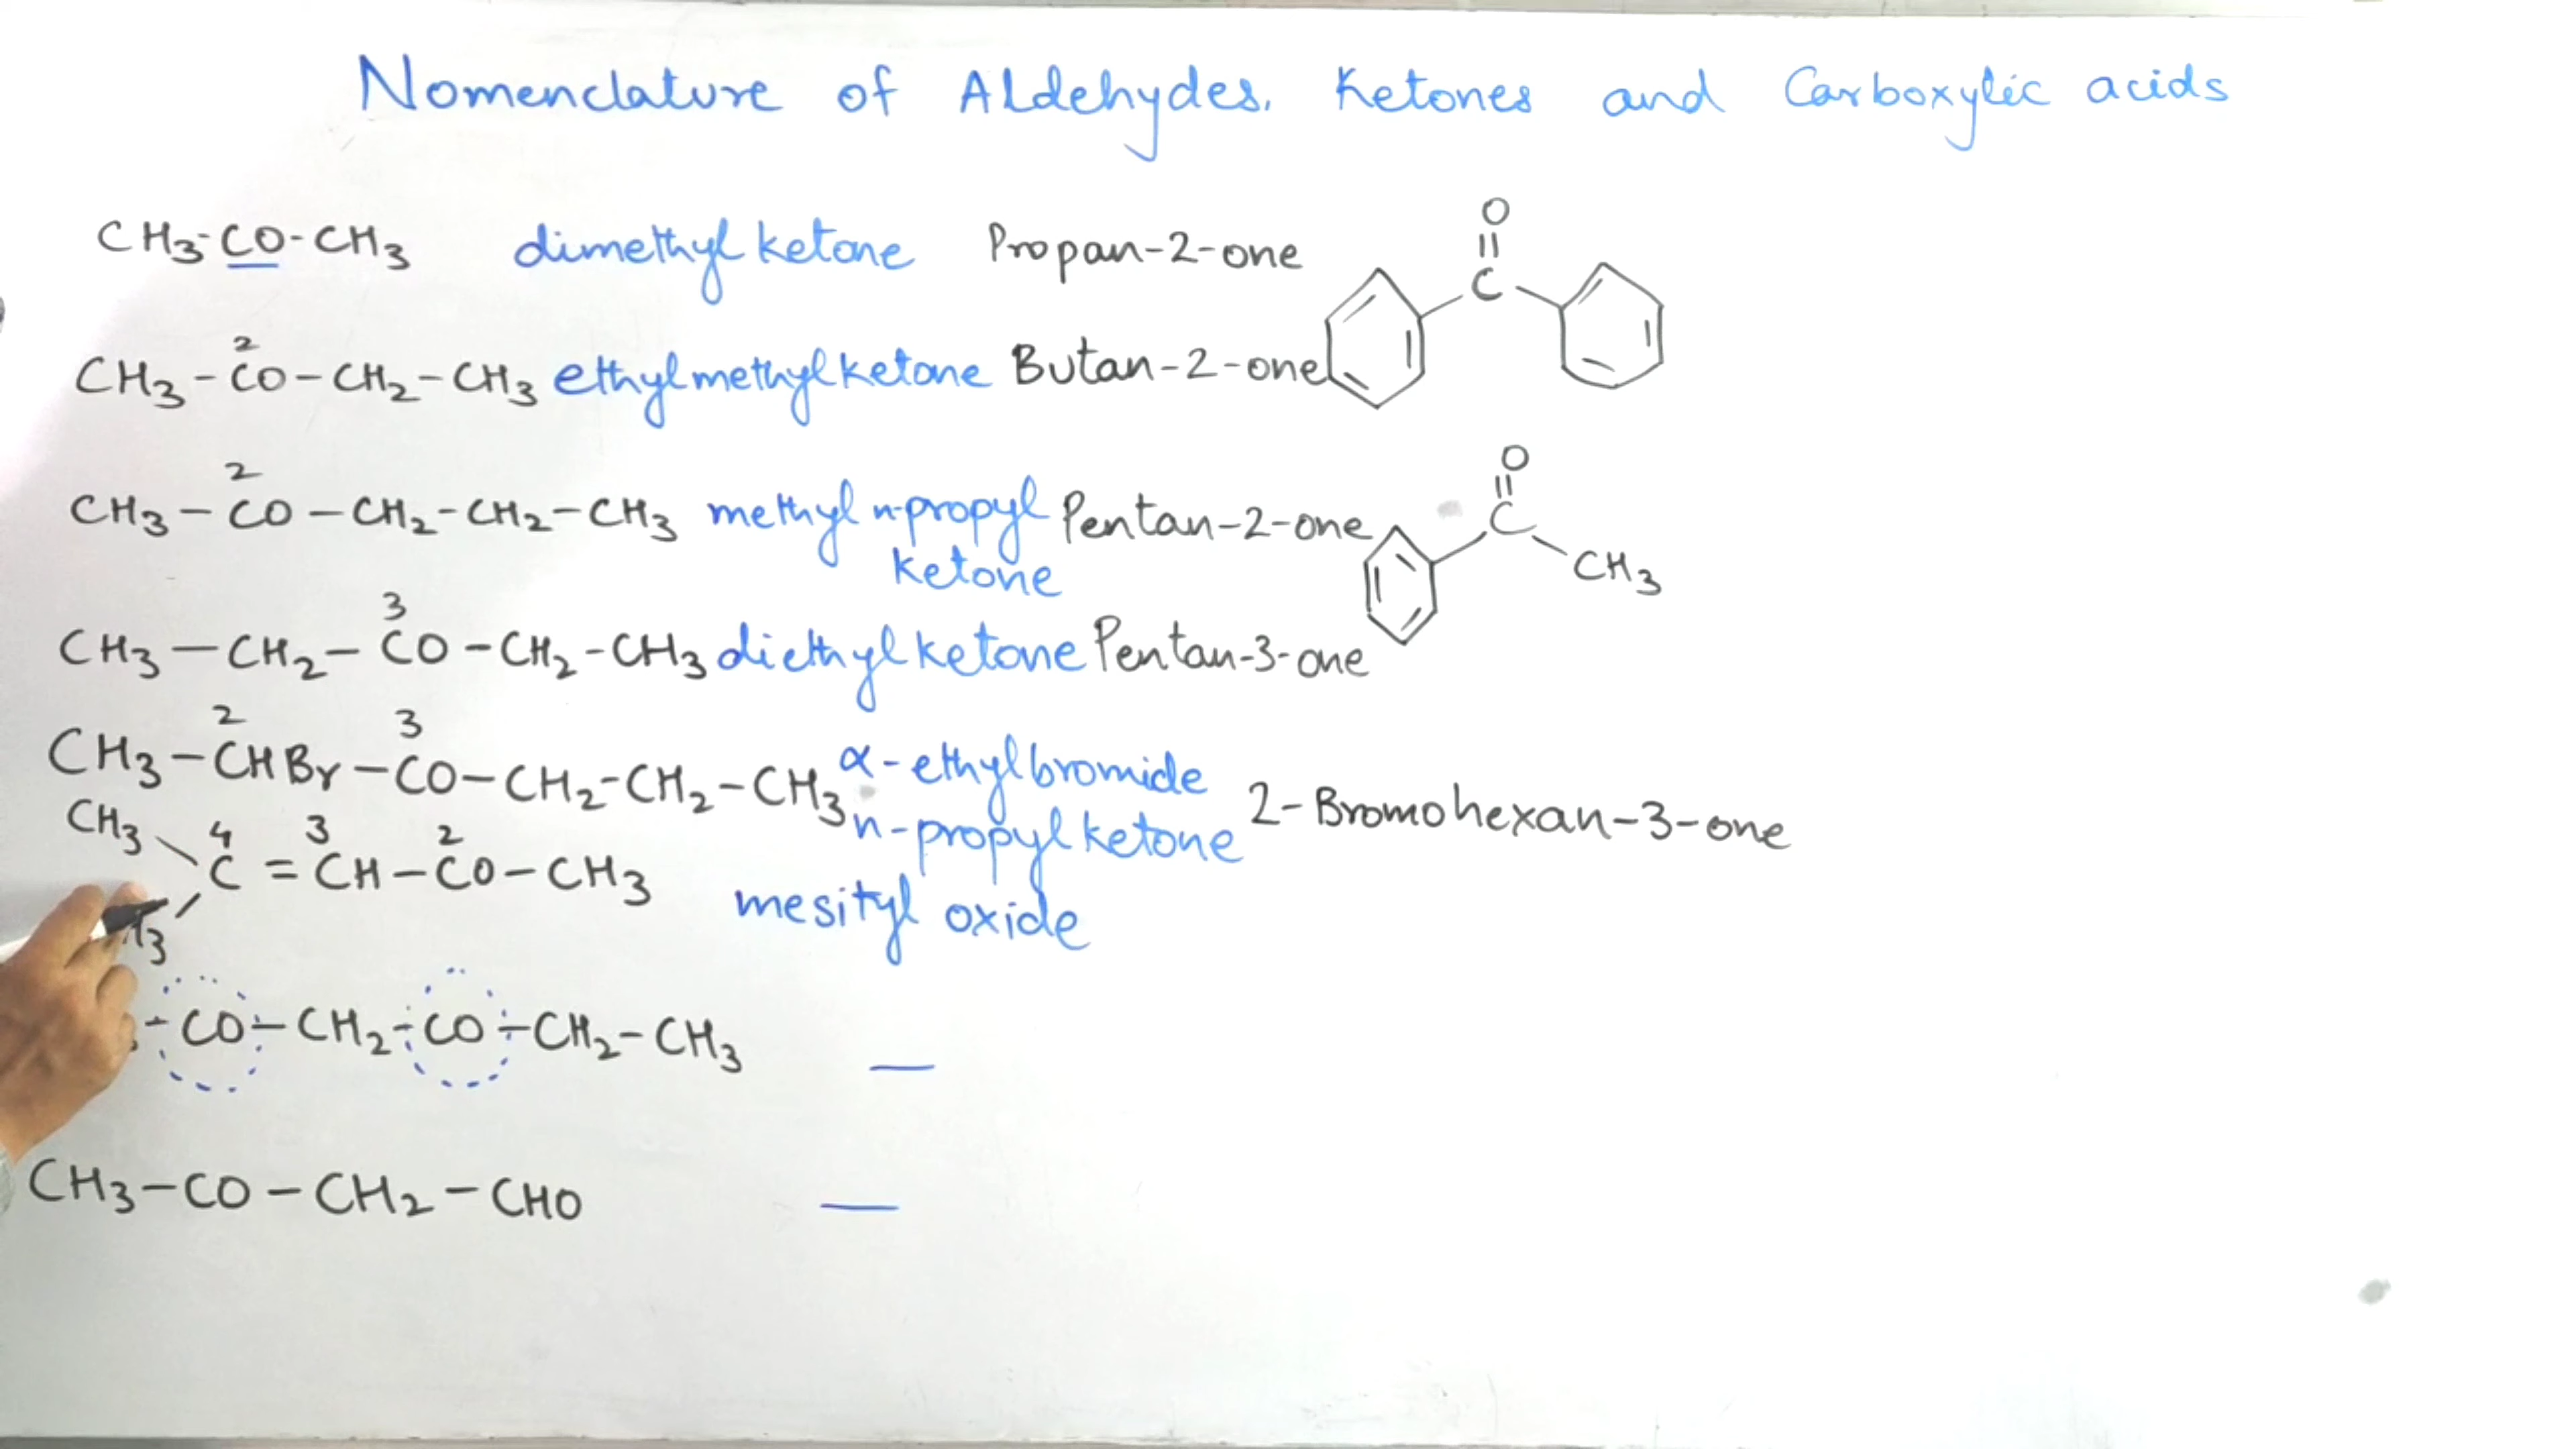 Nomenclature of Aldehydes, Ketones and Carboxylic acids
CH3-CO-CH3 dimethyl ketone Propan-2-one
O
C
2
CH3-CO-CH2-CH3 ethylmethyl ketone Butan-2-one
2
CH3-CO-CH2-CH2-CH3 methyl n-propyl ketone Pentan-2-one
O
C
CH3
3
CH3-CH2-CO-CH2-CH3 diethyl ketone Pentan-3-one
2 3
CH3-CHBr-CO-CH2-CH2-CH3 α-ethylbromide n-propyl ketone 2-Bromohexan-3-one
CH3
4 3 2
C=CH-CO-CH3 mesityl oxide
3
-CO-CH2-CO-CH2-CH3 —
CH3-CO-CH2-CHO —